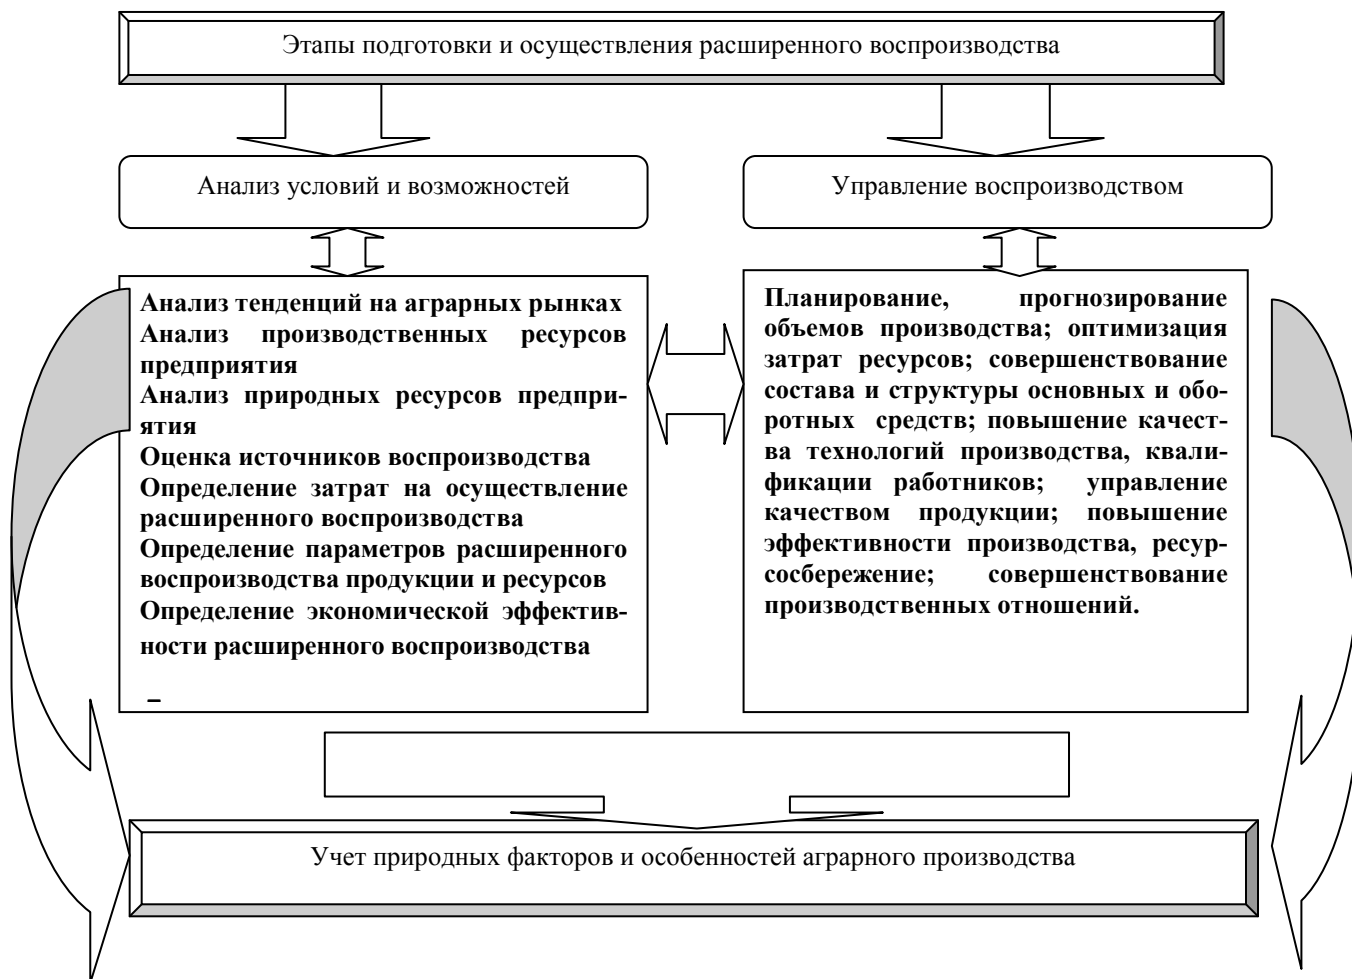 Этапы подготовки и осуществления расширенного воспроизводства
Анализ условий и возможностей
Управление воспроизводством
Анализ тенденций на аграрных рынках
Анализ производственных ресурсов
предприятия
Анализ природных ресурсов предпри-
ятия
Оценка источников воспроизводства
Определение затрат на осуществление
расширенного воспроизводства
Определение параметров расширенного
воспроизводства продукции и ресурсов
Определение экономической эффектив-
ности расширенного воспроизводства
–
Планирование, прогнозирование
объемов производства; оптимизация
затрат ресурсов; совершенствование
состава и структуры основных и обо-
ротных средств; повышение качест-
ва технологий производства, квали-
фикации работников; управление
качеством продукции; повышение
эффективности производства, ресур-
сосбережение; совершенствование
производственных отношений.
Учет природных факторов и особенностей аграрного производства